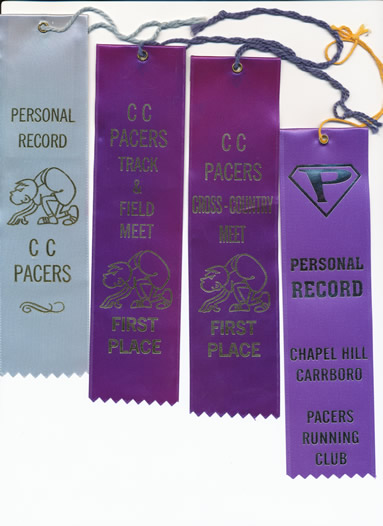 PERSONAL
RECORD
C C
PACERS
C C
PACERS
TRACK
&
FIELD
MEET
FIRST
PLACE
C C
PACERS
CROSS-COUNTRY
MEET
FIRST
PLACE
P
PERSONAL
RECORD
CHAPEL HILL
CARRBORO
PACERS
RUNNING
CLUB